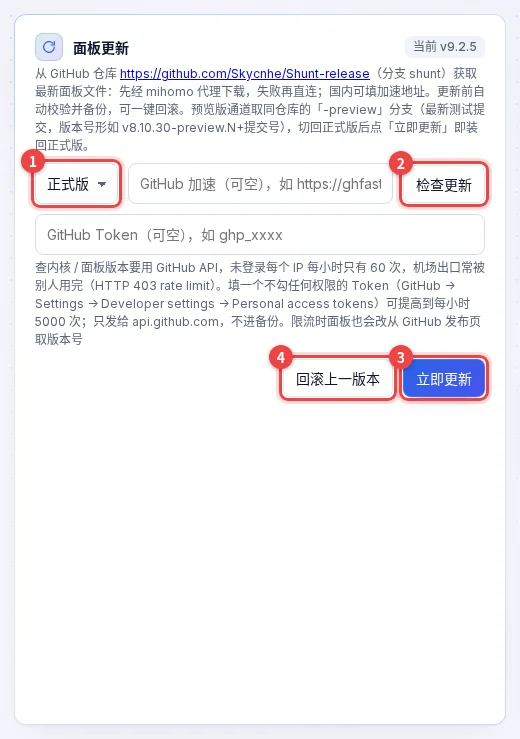 面板更新
当前 v9.2.5
从 GitHub 仓库 https://github.com/Skycnhe/Shunt-release（分支 shunt）获取
最新面板文件：先经 mihomo 代理下载，失败再直连；国内可填加速地址。更新前自
动校验并备份，可一键回滚。预览版通道取同仓库的「-preview」分支（最新测试提
交，版本号形如 v8.10.30-preview.N+提交号），切回正式版后点「立即更新」即装
回正式版。
1
2
正式版
GitHub 加速（可空），如 https://ghfast
检查更新
GitHub Token（可空），如 ghp_xxxx
查内核 / 面板版本要用 GitHub API，未登录每个 IP 每小时只有 60 次，机场出口常被
别人用完（HTTP 403 rate limit）。填一个不勾任何权限的 Token（GitHub →
Settings → Developer settings → Personal access tokens）可提高到每小时
5000 次；只发给 api.github.com，不进备份。限流时面板也会改从 GitHub 发布页
取版本号
4
3
回滚上一版本
立即更新